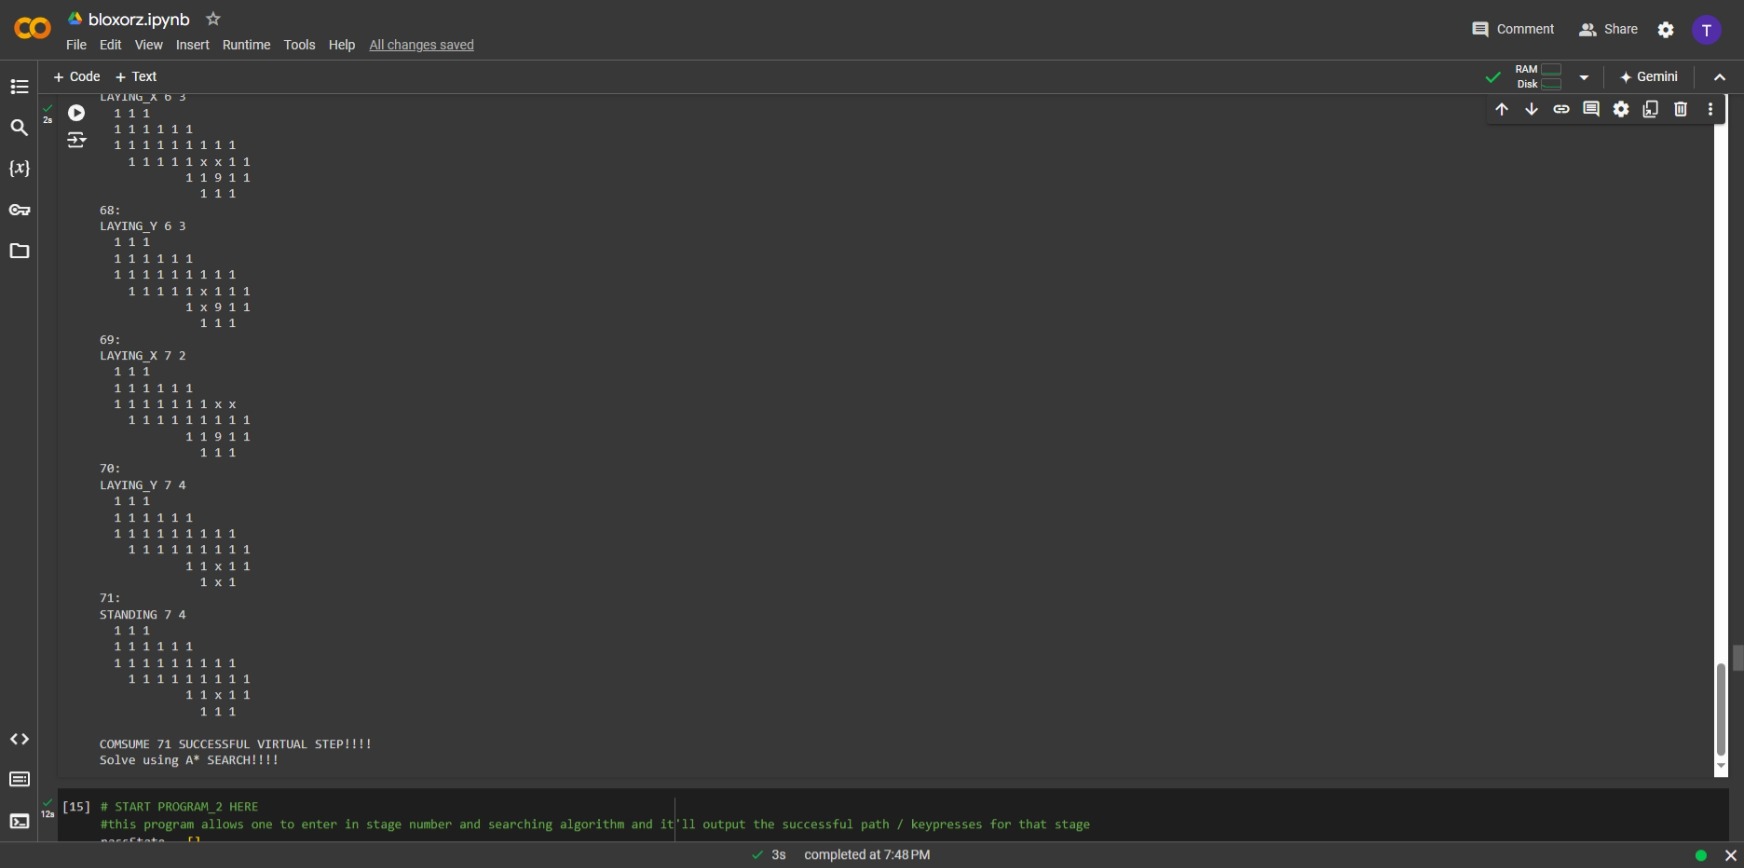 bloxorz.ipynb
Comment
Share
T
File Edit View Insert Runtime Tools Help All changes saved
+ Code + Text
RAM
Disk
Gemini
2s
LAYING_X 6 3
1 1 1
1 1 1 1 1 1
1 1 1 1 1 1 1 1 1
1 1 1 1 1 x x 1 1
1 1 9 1 1
1 1 1
68:
LAYING_Y 6 3
1 1 1
1 1 1 1 1 1
1 1 1 1 1 1 1 1 1
1 1 1 1 1 x 1 1 1
1 x 9 1 1
1 1 1
69:
LAYING_X 7 2
1 1 1
1 1 1 1 1 1
1 1 1 1 1 1 1 x x
1 1 1 1 1 1 1 1 1
1 1 9 1 1
1 1 1
70:
LAYING_Y 7 4
1 1 1
1 1 1 1 1 1
1 1 1 1 1 1 1 1 1
1 1 1 1 1 1 1 1 1
1 1 x 1 1
1 x 1
71:
STANDING 7 4
1 1 1
1 1 1 1 1 1
1 1 1 1 1 1 1 1 1
1 1 1 1 1 1 1 1 1
1 1 x 1 1
1 1 1
COMSUME 71 SUCCESSFUL VIRTUAL STEP!!!!
Solve using A* SEARCH!!!!
12s
[15] # START PROGRAM_2 HERE
#this program allows one to enter in stage number and searching algorithm and it'll output the successful path / keypresses for that stage
3s completed at 7:48 PM